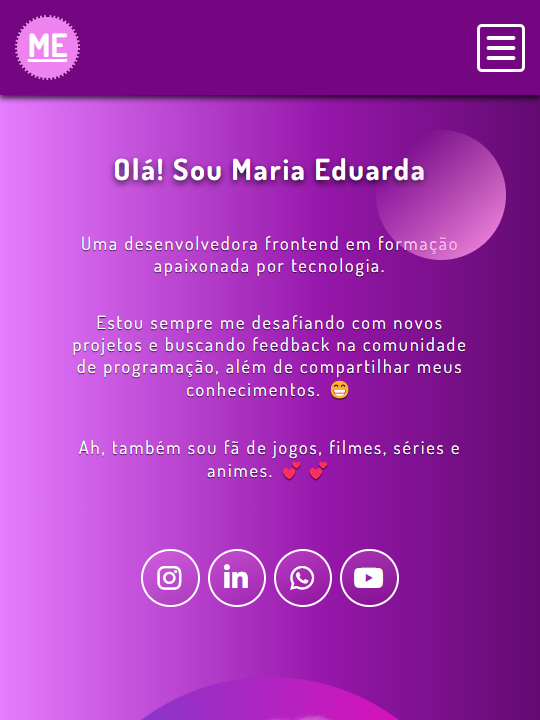 ME
Olá! Sou Maria Eduarda
Uma desenvolvedora frontend em formação
apaixonada por tecnologia.
Estou sempre me desafiando com novos
projetos e buscando feedback na comunidade
de programação, além de compartilhar meus
conhecimentos. 😁
Ah, também sou fã de jogos, filmes, séries e
animes. 💕 💕
in